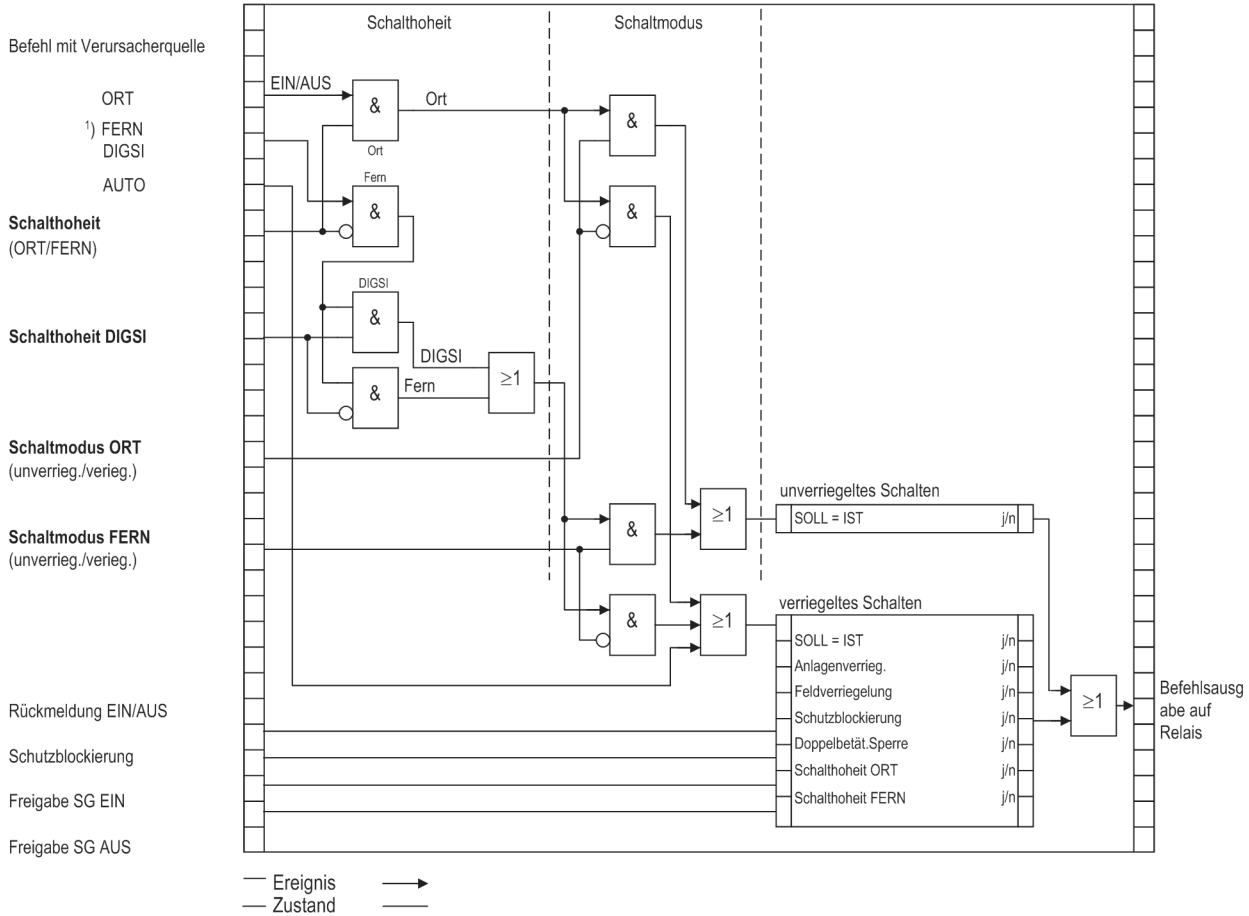 Schalthoheit
Schaltmodus
Befehl mit Verursacherquelle
EIN/AUS
ORT
&
Ort
&
1) FERN
DIGSI
Ort
Fern
AUTO
&
&
Schalthoheit
(ORT/FERN)
DIGSI
&
Schalthoheit DIGSI
DIGSI
≥1
Fern
&
Schaltmodus ORT
(unverrieg./verieg.)
unverriegeltes Schalten
SOLL = IST j/n
&
≥1
Schaltmodus FERN
(unverrieg./verieg.)
verriegeltes Schalten
&
≥1
SOLL = IST j/n
Anlagenverrieg. j/n
Feldverriegelung j/n
Schutzblockierung j/n
Doppelbetät.Sperre j/n
Schalthoheit ORT j/n
Schalthoheit FERN j/n
≥1
Befehlsausg
abe auf
Relais
Rückmeldung EIN/AUS
Schutzblockierung
Freigabe SG EIN
Freigabe SG AUS
Ereignis
Zustand